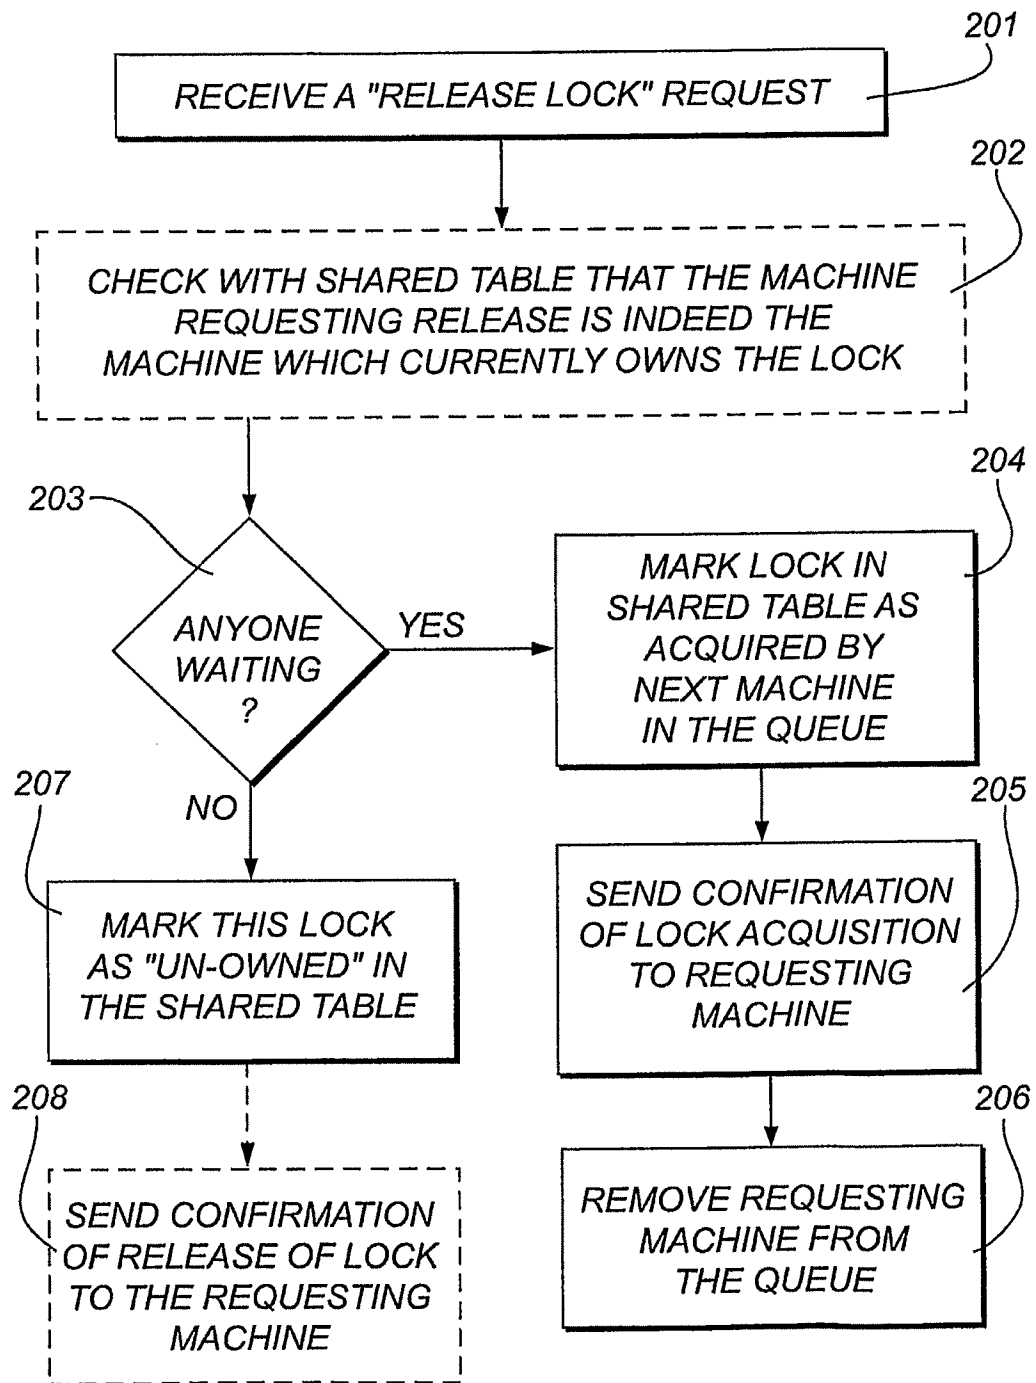 201
RECEIVE A "RELEASE LOCK" REQUEST
202
CHECK WITH SHARED TABLE THAT THE MACHINE
REQUESTING RELEASE IS INDEED THE
MACHINE WHICH CURRENTLY OWNS THE LOCK
203
ANYONE
WAITING
?
YES
204
MARK LOCK IN
SHARED TABLE AS
ACQUIRED BY
NEXT MACHINE
IN THE QUEUE
205
SEND CONFIRMATION
OF LOCK ACQUISITION
TO REQUESTING
MACHINE
206
REMOVE REQUESTING
MACHINE FROM
THE QUEUE
NO
207
MARK THIS LOCK
AS "UN-OWNED" IN
THE SHARED TABLE
208
SEND CONFIRMATION
OF RELEASE OF LOCK
TO THE REQUESTING
MACHINE